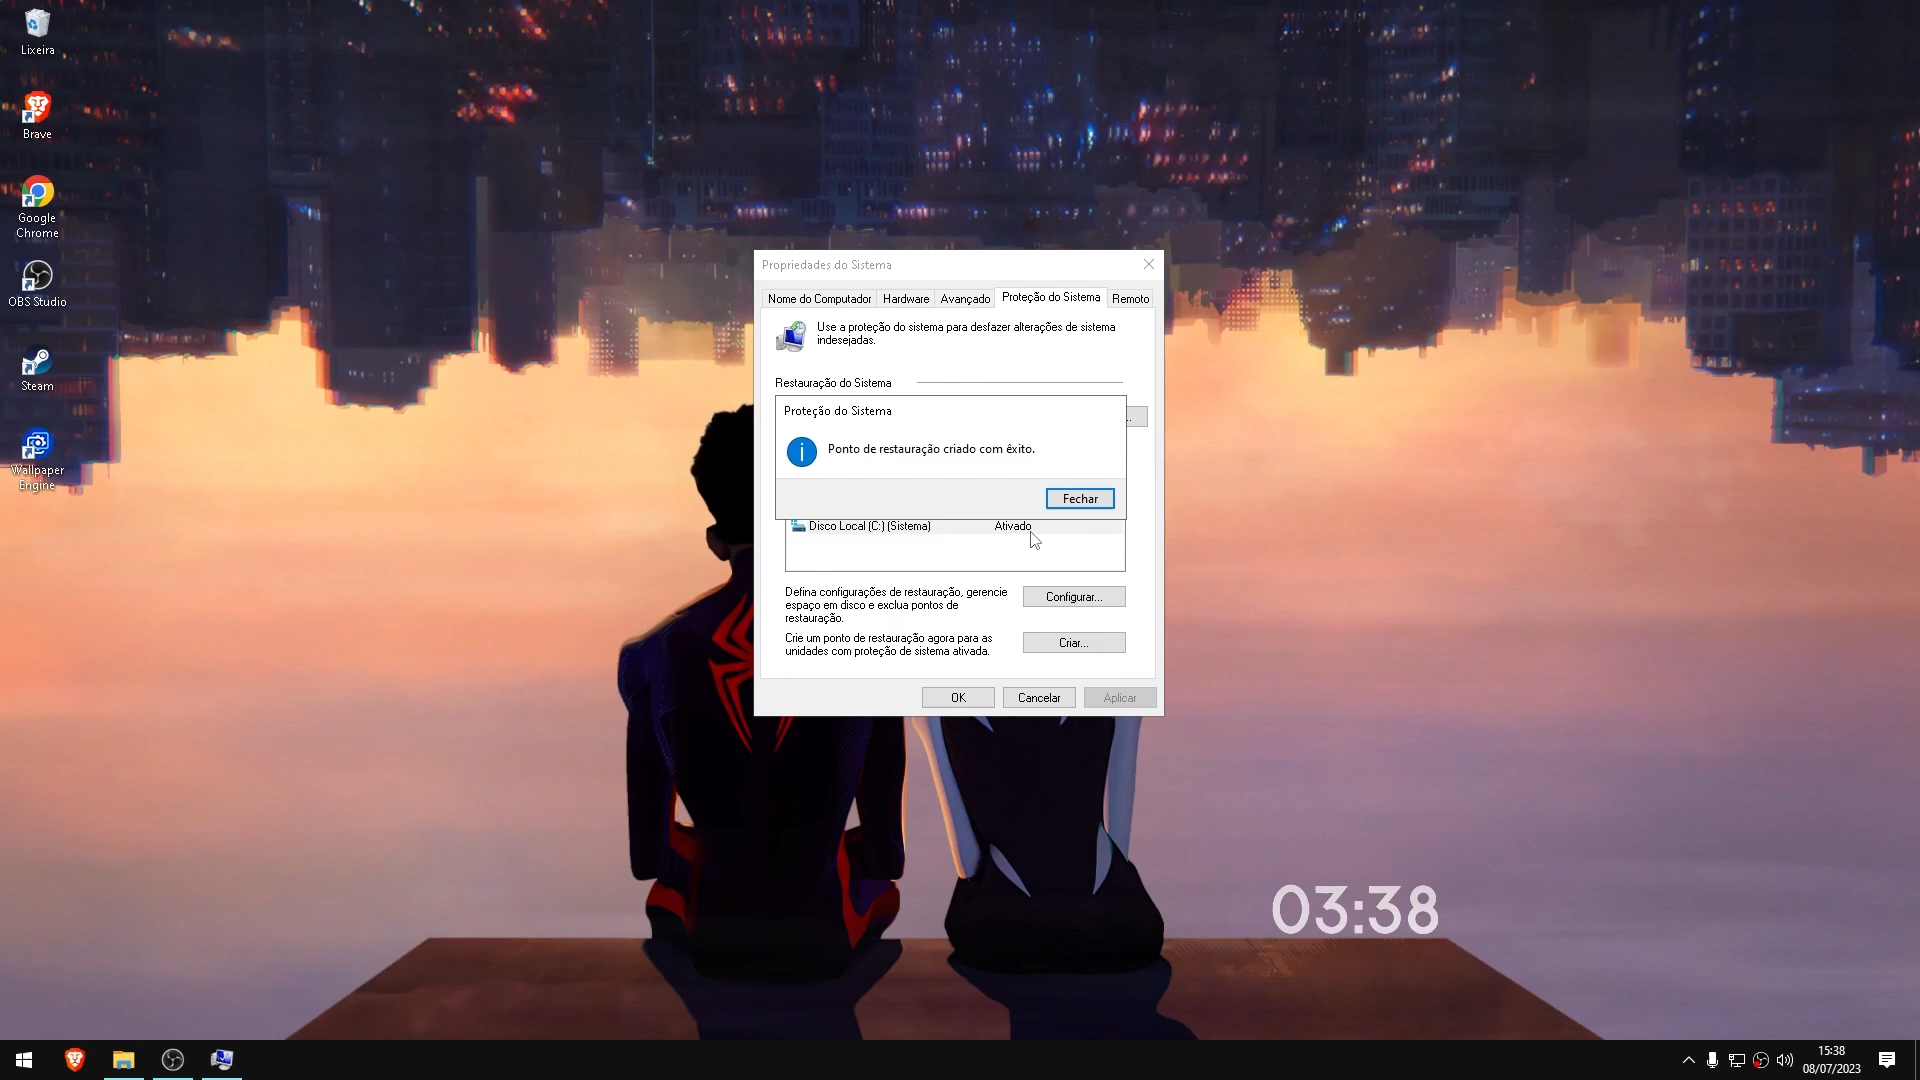 Lixeira
Brave
Google
Chrome
OBS Studio
Steam
Wallpaper
Engine
Propriedades do Sistema
Nome do Computador
Hardware
Avançado
Proteção do Sistema
Remoto
Use a proteção do sistema para desfazer alterações de sistema
indesejadas.
Restauração do Sistema
...
Proteção do Sistema
Ponto de restauração criado com êxito.
Fechar
Disco Local (C:) (Sistema) Ativado
Defina configurações de restauração, gerencie
espaço em disco e exclua pontos de
restauração.
Configurar...
Crie um ponto de restauração agora para as
unidades com proteção de sistema ativada.
Criar...
OK
Cancelar
Aplicar
03:38
15:38
08/07/2023